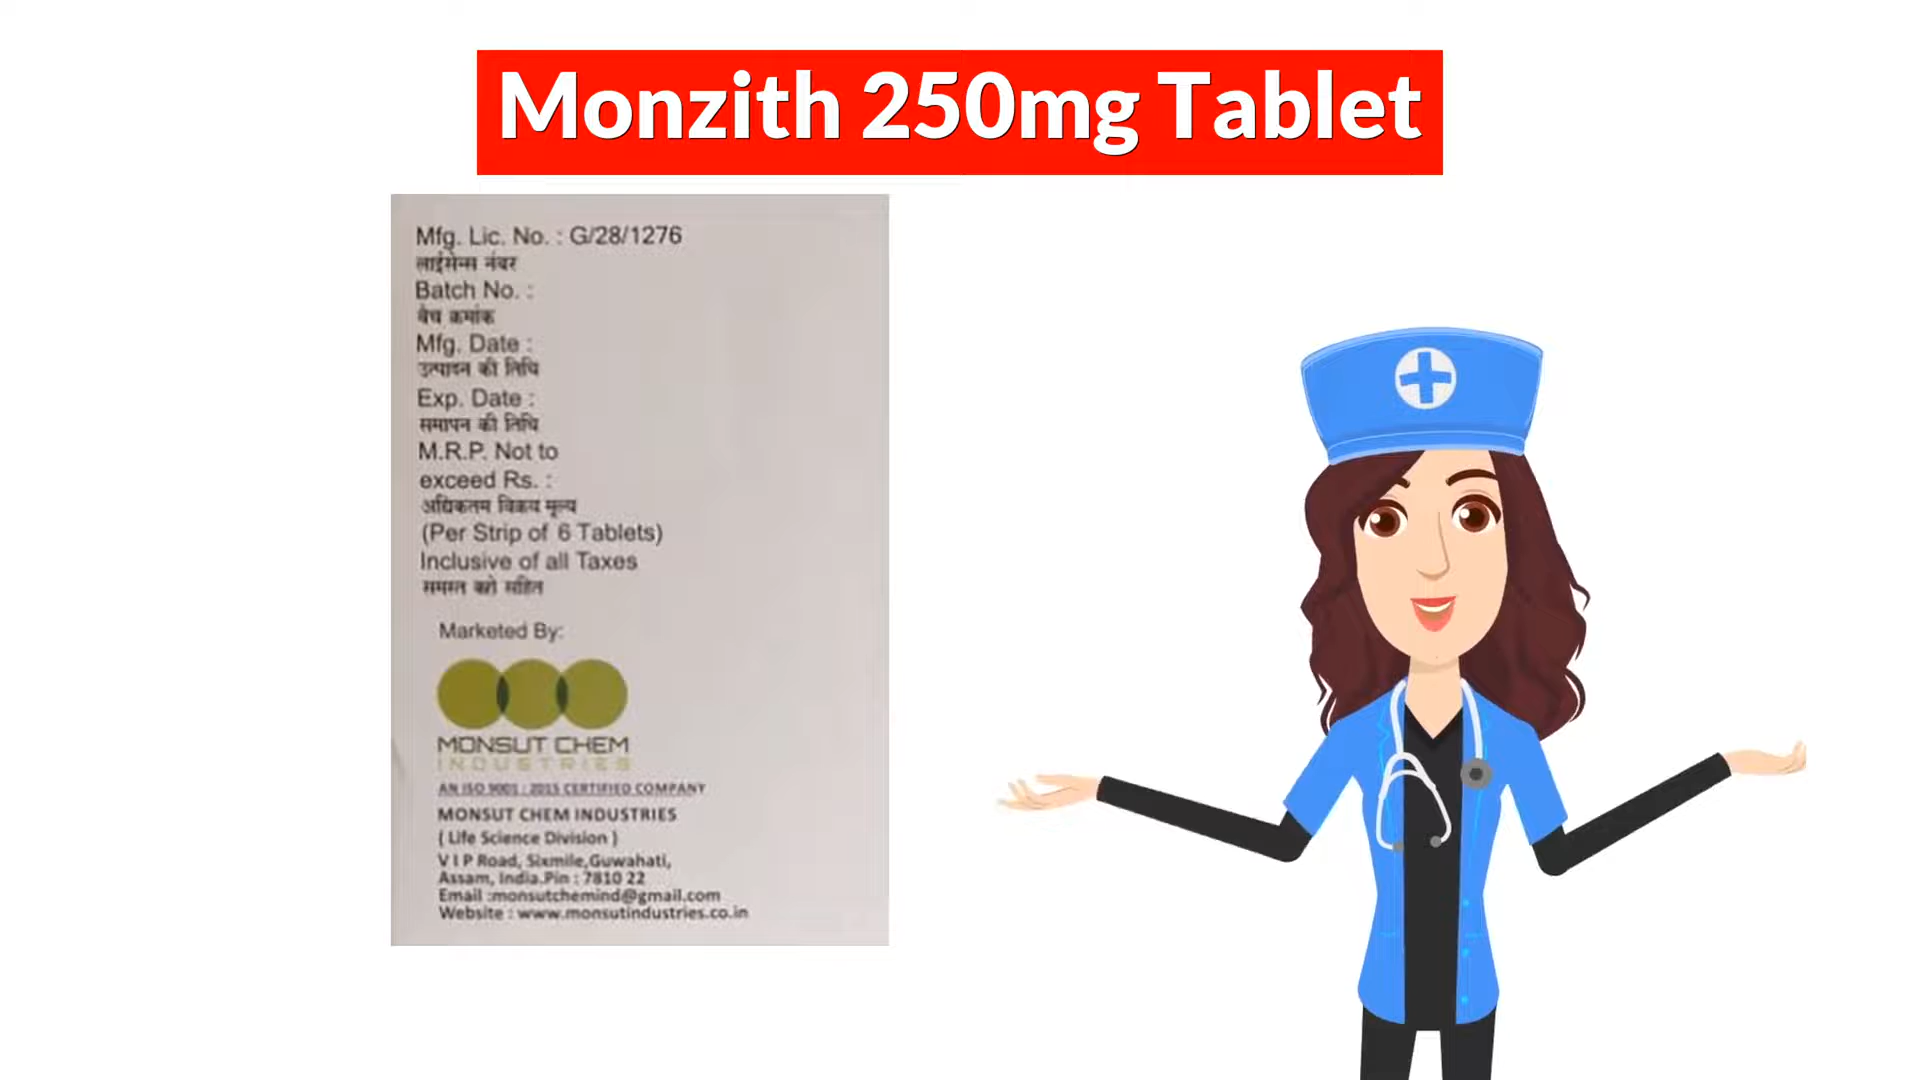 Monzith 250mg Tablet
Mfg. Lic. No. : G/28/1276
लाईसेन्स नंबर
Batch No. :
बैच क्रमांक
Mfg. Date :
उत्पादन की तिथि
Exp. Date :
समापन की तिथि
M.R.P. Not to
exceed Rs. :
अधिकतम विक्रय मूल्य
(Per Strip of 6 Tablets)
Inclusive of all Taxes
समस्त करो सहित
Marketed By:
MONSUT CHEM
INDUSTRIES
AN ISO 9001 : 2015 CERTIFIED COMPANY
MONSUT CHEM INDUSTRIES
( Life Science Division )
V I P Road, Sixmile,Guwahati,
Assam, India.Pin : 7810 22
Email :monsutchemind@gmail.com
Website : www.monsutindustries.co.in